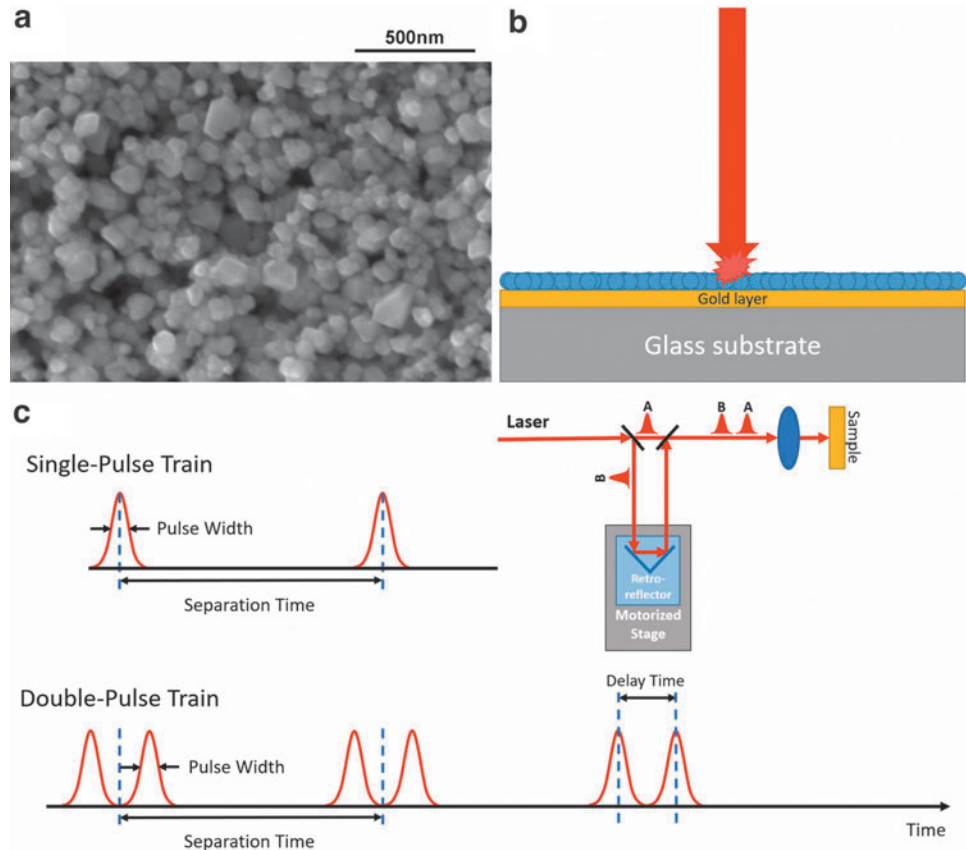 a
500nm
b
Gold layer
Glass substrate
c
Single-Pulse Train
Pulse Width
Separation Time
Laser
A
B
A
B
Sample
Retro-
reflector
Motorized
Stage
Double-Pulse Train
Pulse Width
Separation Time
Delay Time
Time